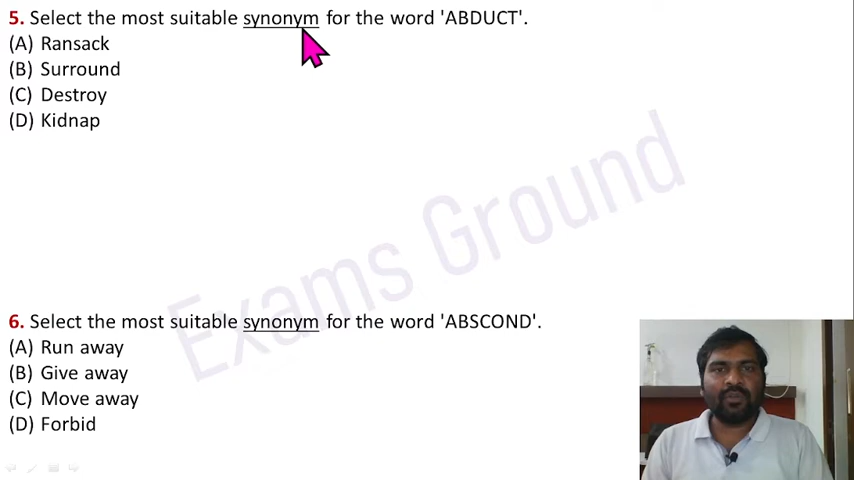 5. Select the most suitable synonym for the word 'ABDUCT'.
(A) Ransack
(B) Surround
(C) Destroy
(D) Kidnap
Exams Ground
6. Select the most suitable synonym for the word 'ABSCOND'.
(A) Run away
(B) Give away
(C) Move away
(D) Forbid